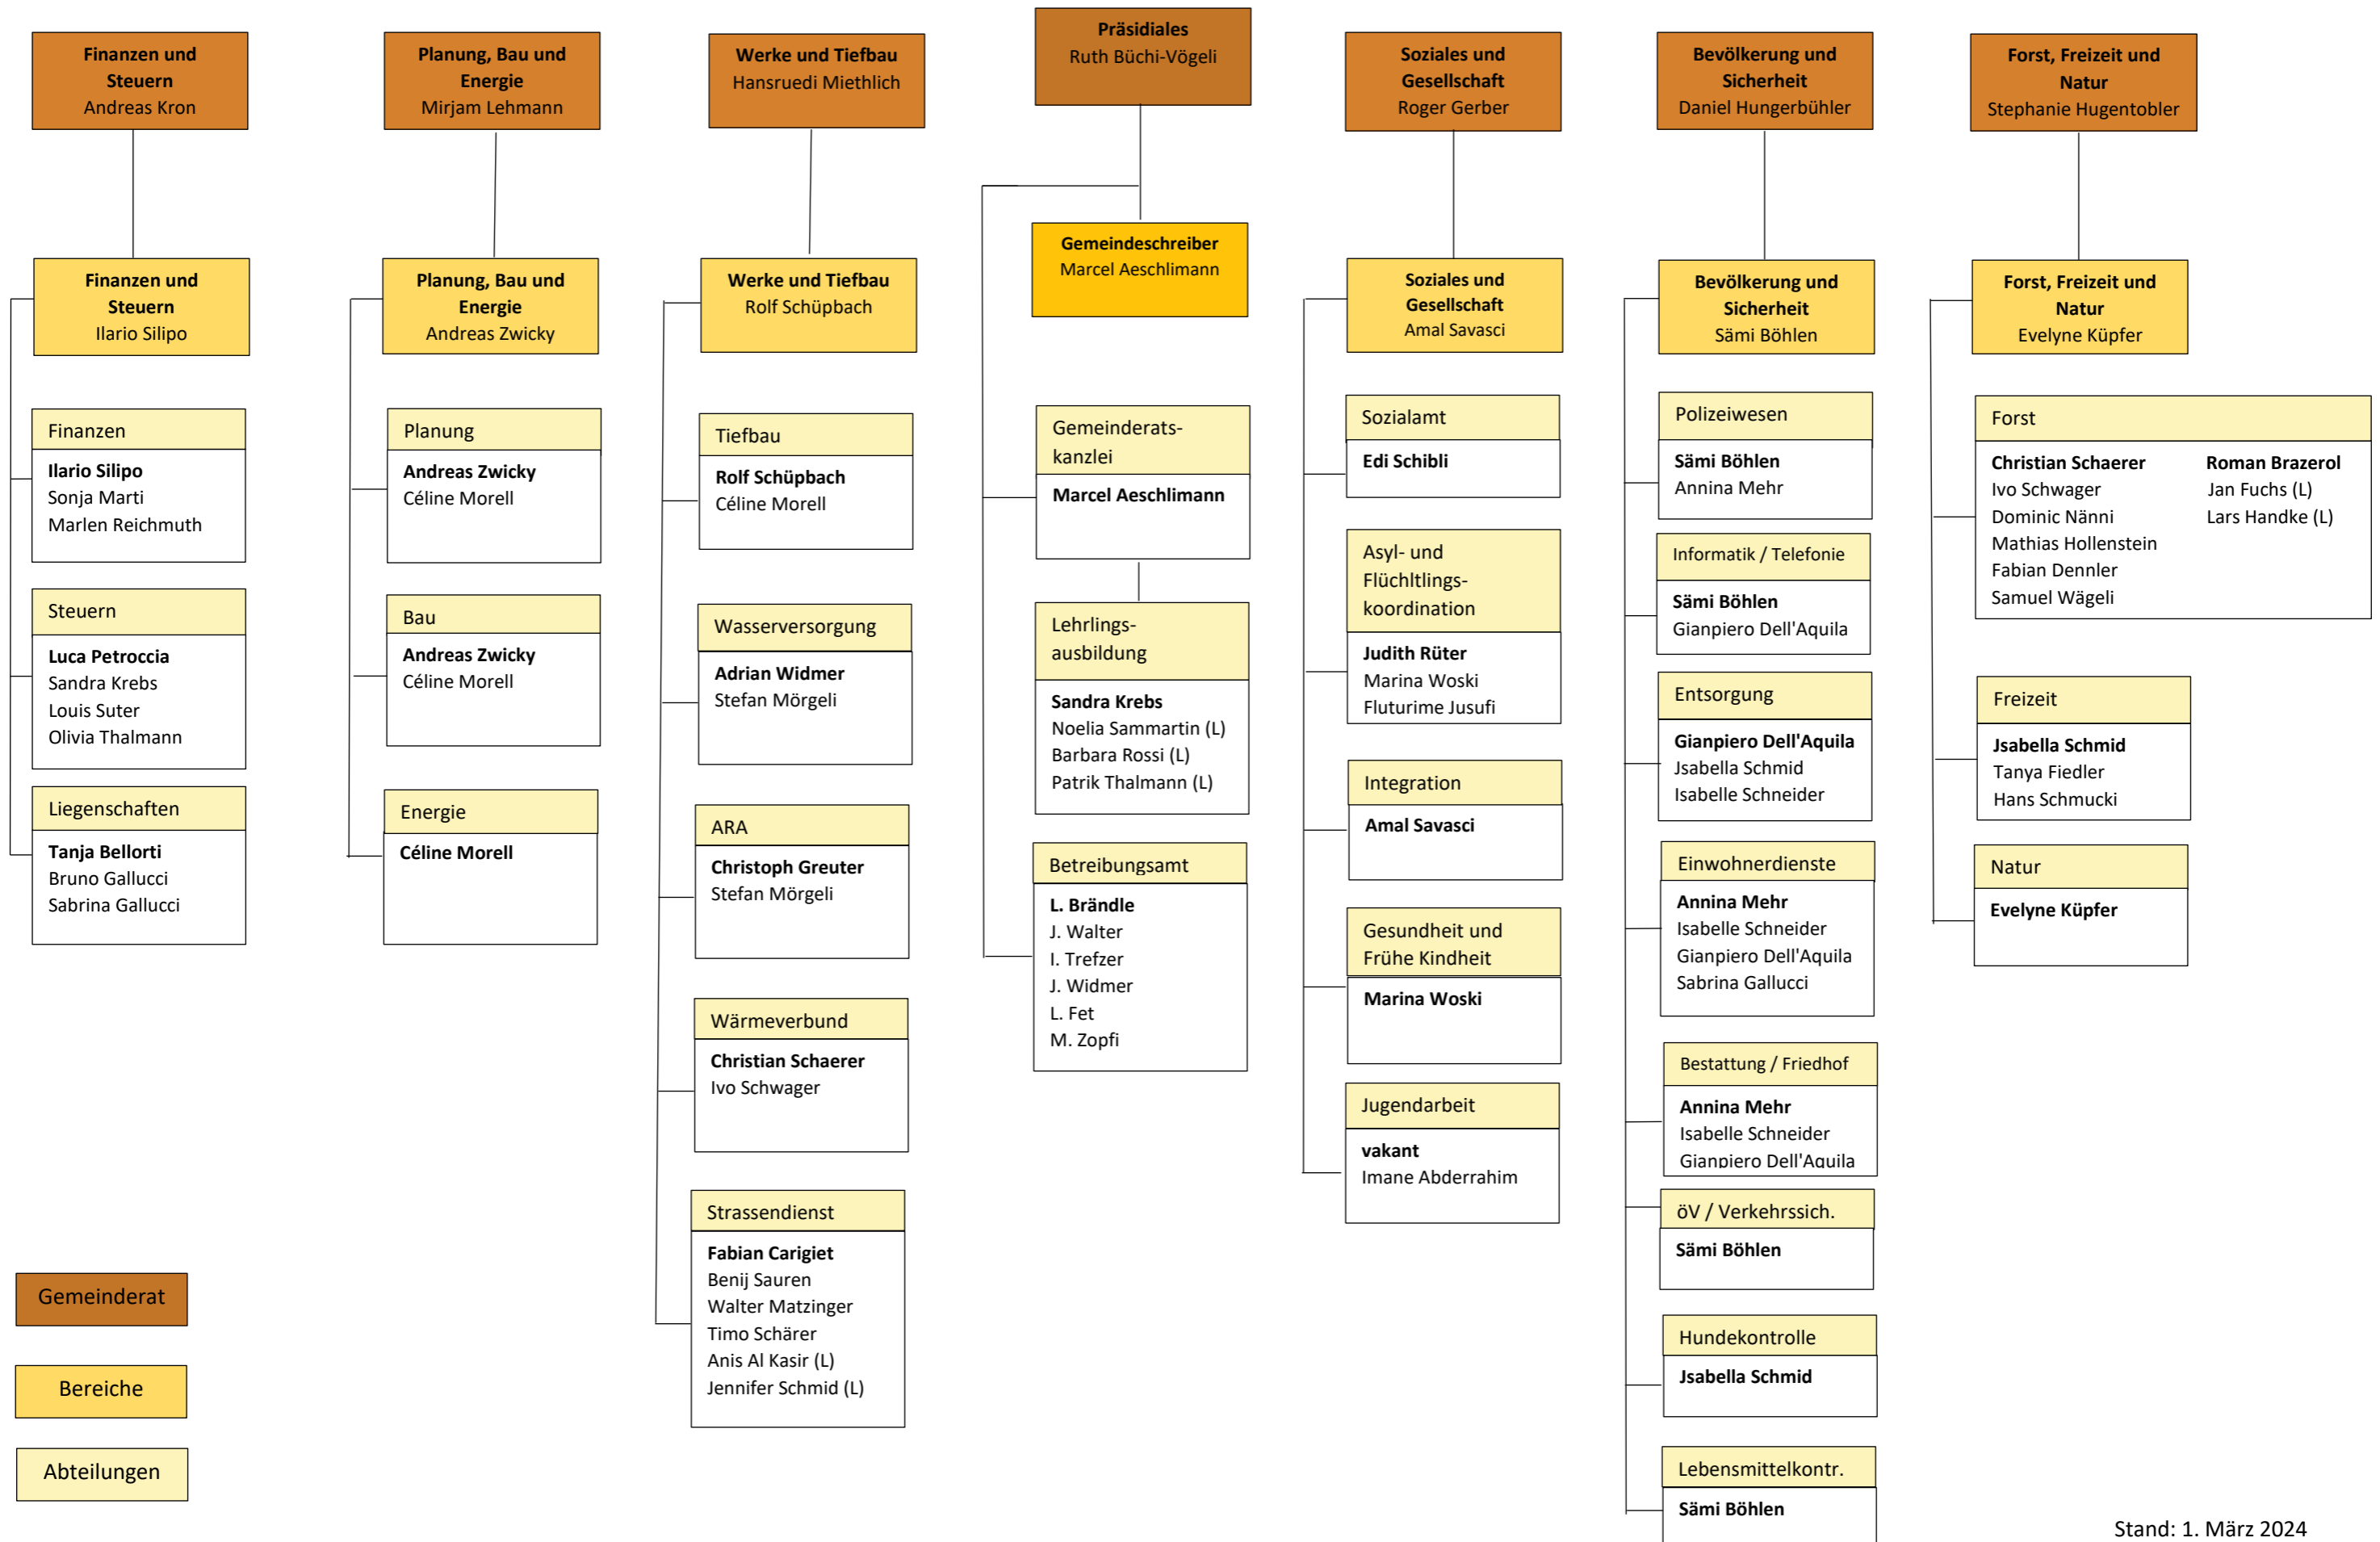 Finanzen und
Steuern
Andreas Kron
Planung, Bau und
Energie
Mirjam Lehmann
Werke und Tiefbau
Hansruedi Miethlich
Präsidiales
Ruth Büchi-Vögeli
Soziales und
Gesellschaft
Roger Gerber
Bevölkerung und
Sicherheit
Daniel Hungerbühler
Forst, Freizeit und
Natur
Stephanie Hugentobler
Finanzen und
Steuern
Ilario Silipo
Finanzen
Ilario Silipo
Sonja Marti
Marlen Reichmuth
Steuern
Luca Petroccia
Sandra Krebs
Louis Suter
Olivia Thalmann
Liegenschaften
Tanja Bellorti
Bruno Gallucci
Sabrina Gallucci
Planung, Bau und
Energie
Andreas Zwicky
Planung
Andreas Zwicky
Céline Morell
Bau
Andreas Zwicky
Céline Morell
Energie
Céline Morell
Werke und Tiefbau
Rolf Schüpbach
Tiefbau
Rolf Schüpbach
Céline Morell
Wasserversorgung
Adrian Widmer
Stefan Mörgeli
ARA
Christoph Greuter
Stefan Mörgeli
Wärmeverbund
Christian Schaerer
Ivo Schwager
Strassendienst
Fabian Carigiet
Benij Sauren
Walter Matzinger
Timo Schärer
Anis Al Kasir (L)
Jennifer Schmid (L)
Gemeindeschreiber
Marcel Aeschlimann
Gemeinderats-
kanzlei
Marcel Aeschlimann
Lehrlings-
ausbildung
Sandra Krebs
Noelia Sammartin (L)
Barbara Rossi (L)
Patrik Thalmann (L)
Betreibungsamt
L. Brändle
J. Walter
I. Trefzer
J. Widmer
L. Fet
M. Zopfi
Soziales und
Gesellschaft
Amal Savasci
Sozialamt
Edi Schibli
Asyl- und
Flüchltlings-
koordination
Judith Rüter
Marina Woski
Fluturime Jusufi
Integration
Amal Savasci
Gesundheit und
Frühe Kindheit
Marina Woski
Jugendarbeit
vakant
Imane Abderrahim
Bevölkerung und
Sicherheit
Sämi Böhlen
Polizeiwesen
Sämi Böhlen
Annina Mehr
Informatik / Telefonie
Sämi Böhlen
Gianpiero Dell'Aquila
Entsorgung
Gianpiero Dell'Aquila
Jsabella Schmid
Isabelle Schneider
Einwohnerdienste
Annina Mehr
Isabelle Schneider
Gianpiero Dell'Aquila
Sabrina Gallucci
Bestattung / Friedhof
Annina Mehr
Isabelle Schneider
Gianpiero Dell'Aquila
öV / Verkehrssich.
Sämi Böhlen
Hundekontrolle
Jsabella Schmid
Lebensmittelkontr.
Sämi Böhlen
Forst, Freizeit und
Natur
Evelyne Küpfer
Forst
Christian Schaerer
Ivo Schwager
Dominic Nänni
Mathias Hollenstein
Fabian Dennler
Samuel Wägeli
Roman Brazerol
Jan Fuchs (L)
Lars Handke (L)
Freizeit
Jsabella Schmid
Tanya Fiedler
Hans Schmucki
Natur
Evelyne Küpfer
Gemeinderat
Bereiche
Abteilungen
Stand: 1. März 2024